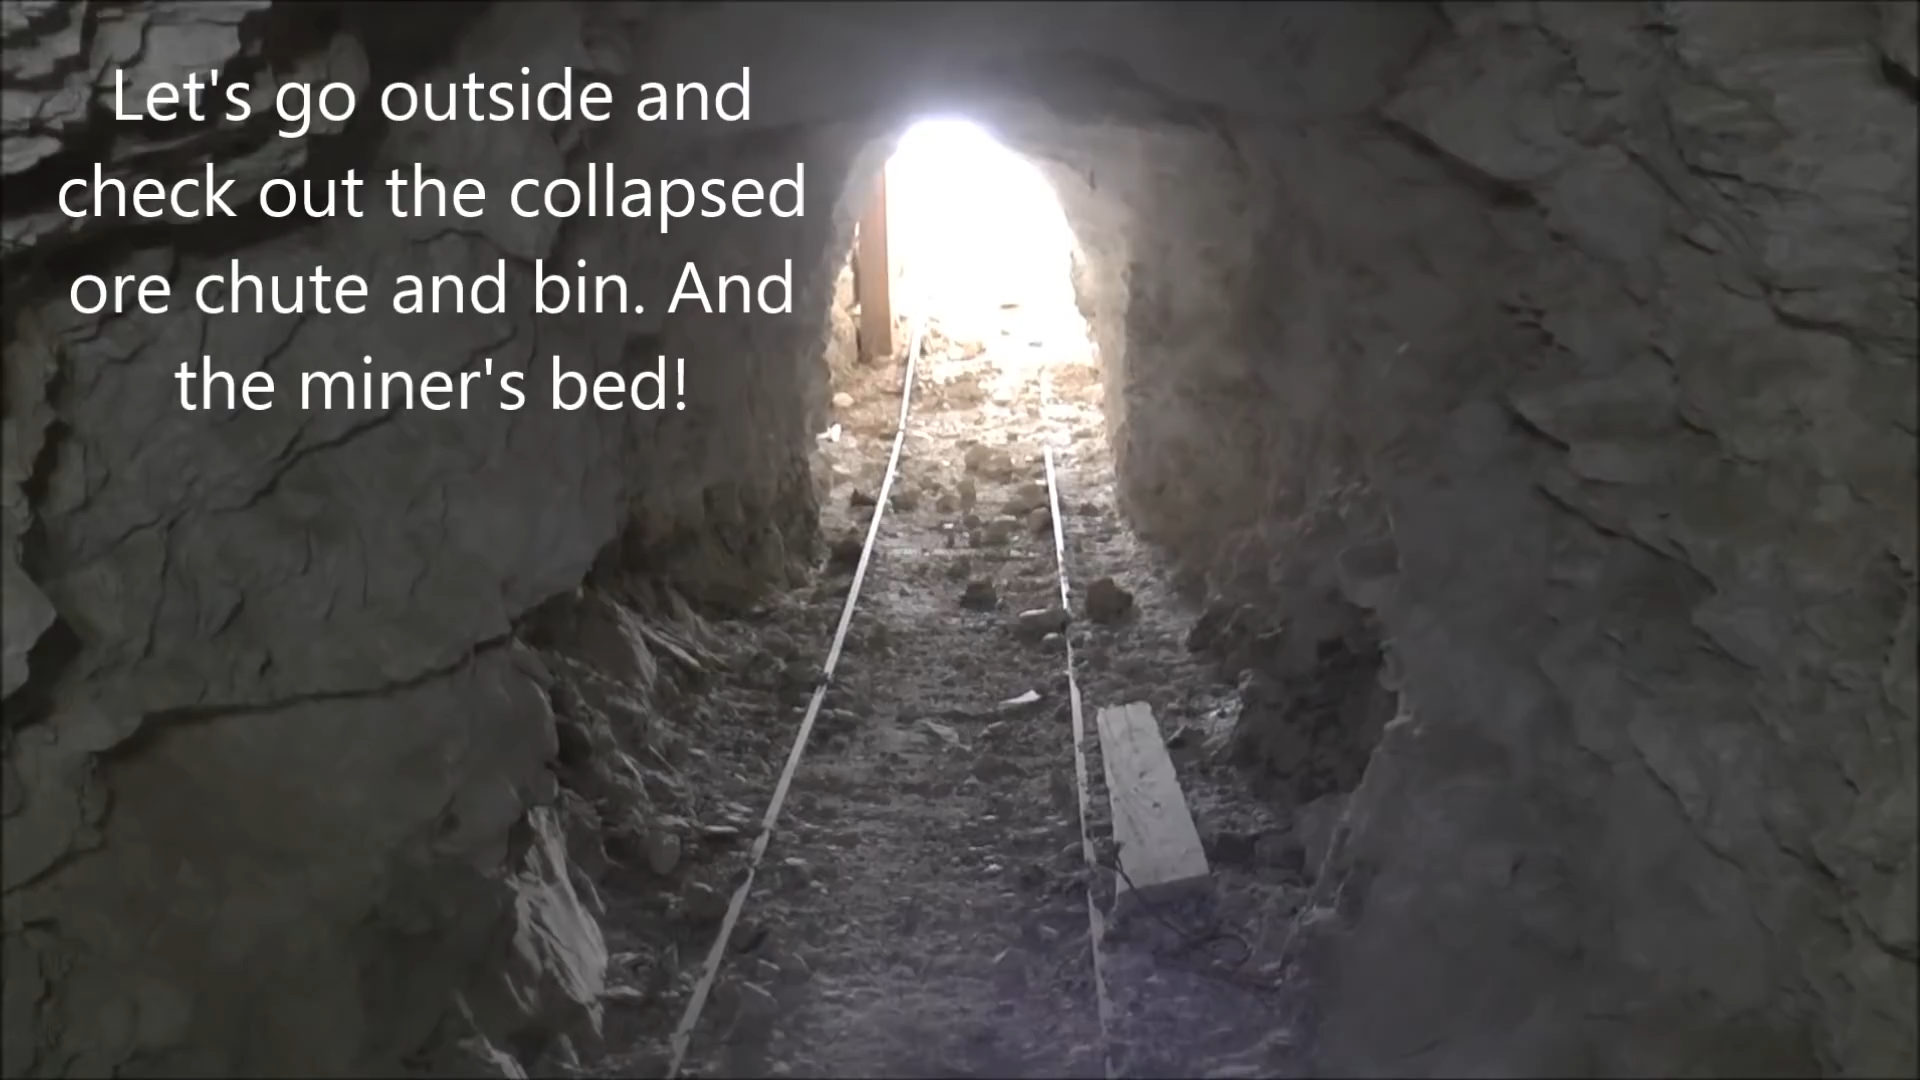 Let's go outside and
check out the collapsed
ore chute and bin. And
the miner's bed!